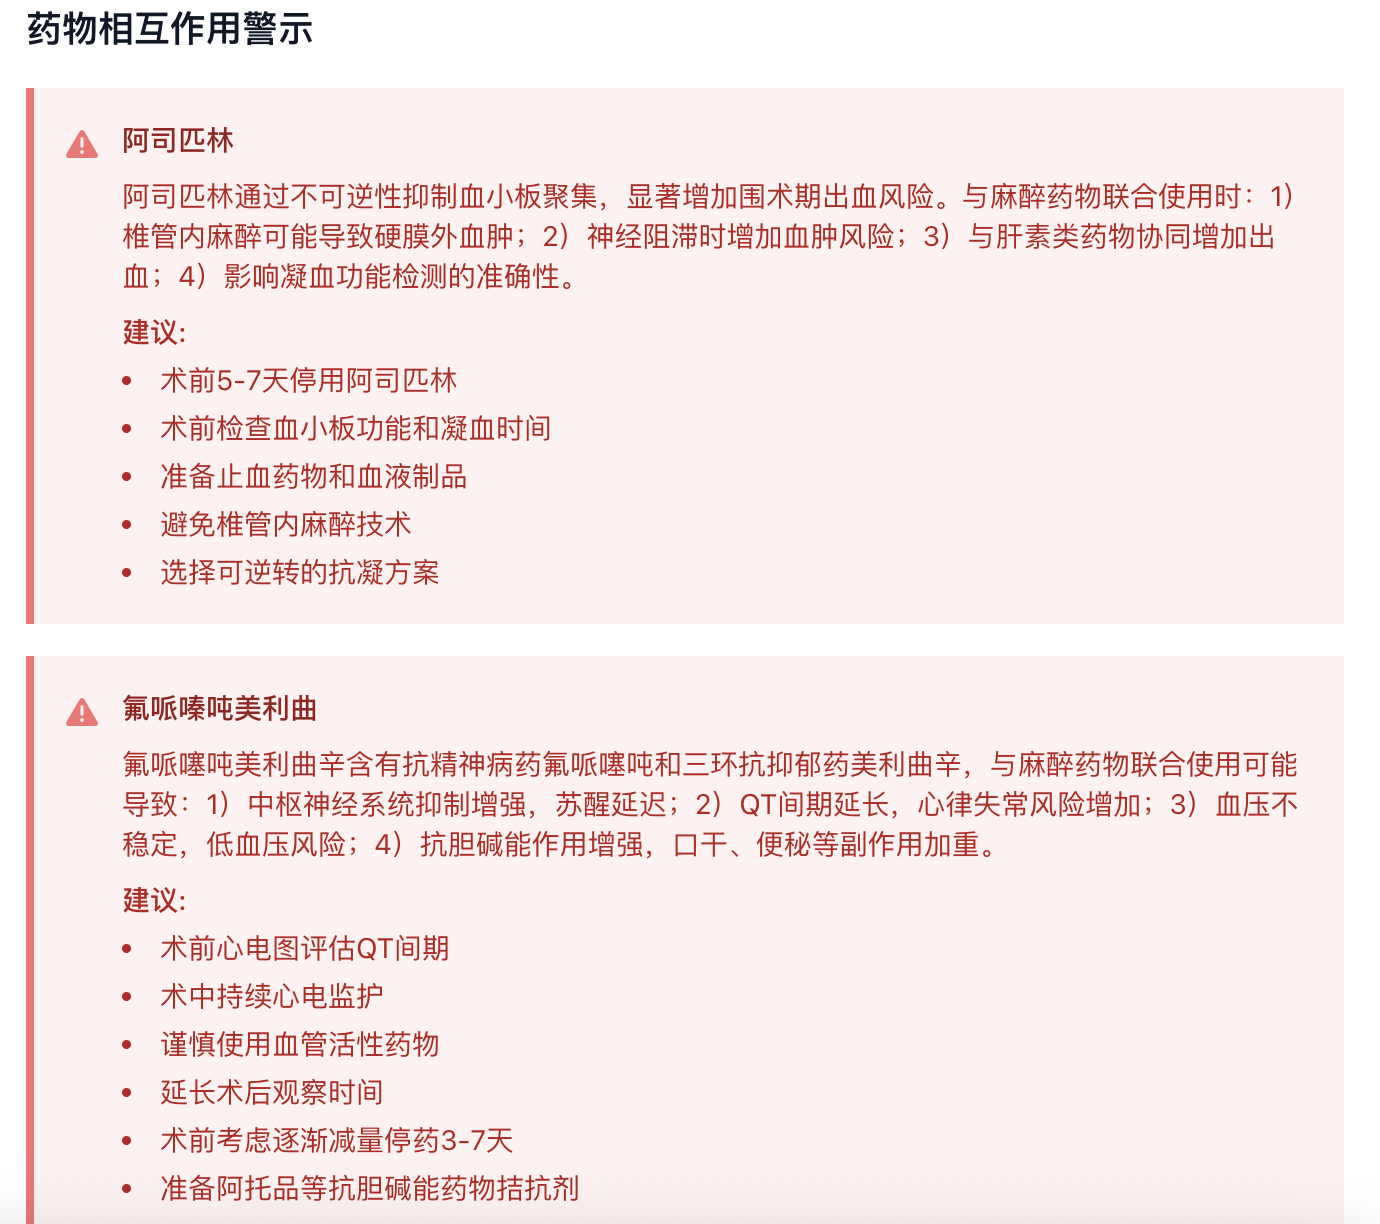 药物相互作用警示
阿司匹林
阿司匹林通过不可逆性抑制血小板聚集，显著增加围术期出血风险。与麻醉药物联合使用时：1）
椎管内麻醉可能导致硬膜外血肿；2）神经阻滞时增加血肿风险；3）与肝素类药物协同增加出
血；4）影响凝血功能检测的准确性。
建议:
• 术前5-7天停用阿司匹林
• 术前检查血小板功能和凝血时间
• 准备止血药物和血液制品
• 避免椎管内麻醉技术
• 选择可逆转的抗凝方案
氟哌嗪吨美利曲
氟哌噻吨美利曲辛含有抗精神病药氟哌噻吨和三环抗抑郁药美利曲辛，与麻醉药物联合使用可能
导致：1）中枢神经系统抑制增强，苏醒延迟；2）QT间期延长，心律失常风险增加；3）血压不
稳定，低血压风险；4）抗胆碱能作用增强，口干、便秘等副作用加重。
建议:
• 术前心电图评估QT间期
• 术中持续心电监护
• 谨慎使用血管活性药物
• 延长术后观察时间
• 术前考虑逐渐减量停药3-7天
• 准备阿托品等抗胆碱能药物拮抗剂